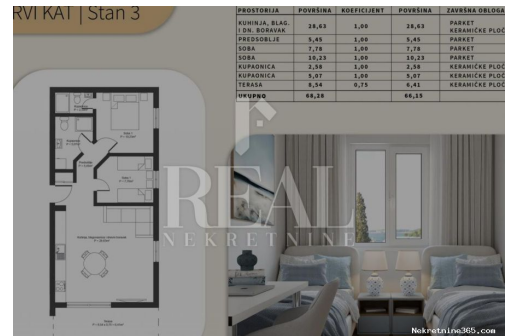 RVI KAT | Stan 3
PROSTORIJA POVRŠINA KOEFICIJENT POVRŠINA ZAVRŠNA OBLOGA
KUHINJA, BLAG. I DN. BORAVAK 28,63 1,00 28,63 PARKET KERAMIČKE PLOČ
PREDSOBLJE 5,45 1,00 5,45 PARKET
SOBA 7,78 1,00 7,78 PARKET
SOBA 10,23 1,00 10,23 PARKET
KUPAONICA 2,58 1,00 2,58 KERAMIČKE PLOČ
KUPAONICA 5,07 1,00 5,07 KERAMIČKE PLOČ
TERASA 8,54 0,75 6,41 KERAMIČKE PLOČ
UKUPNO 68,28 66,15
REAL
NEKRETNINE
Nekretnine365.com